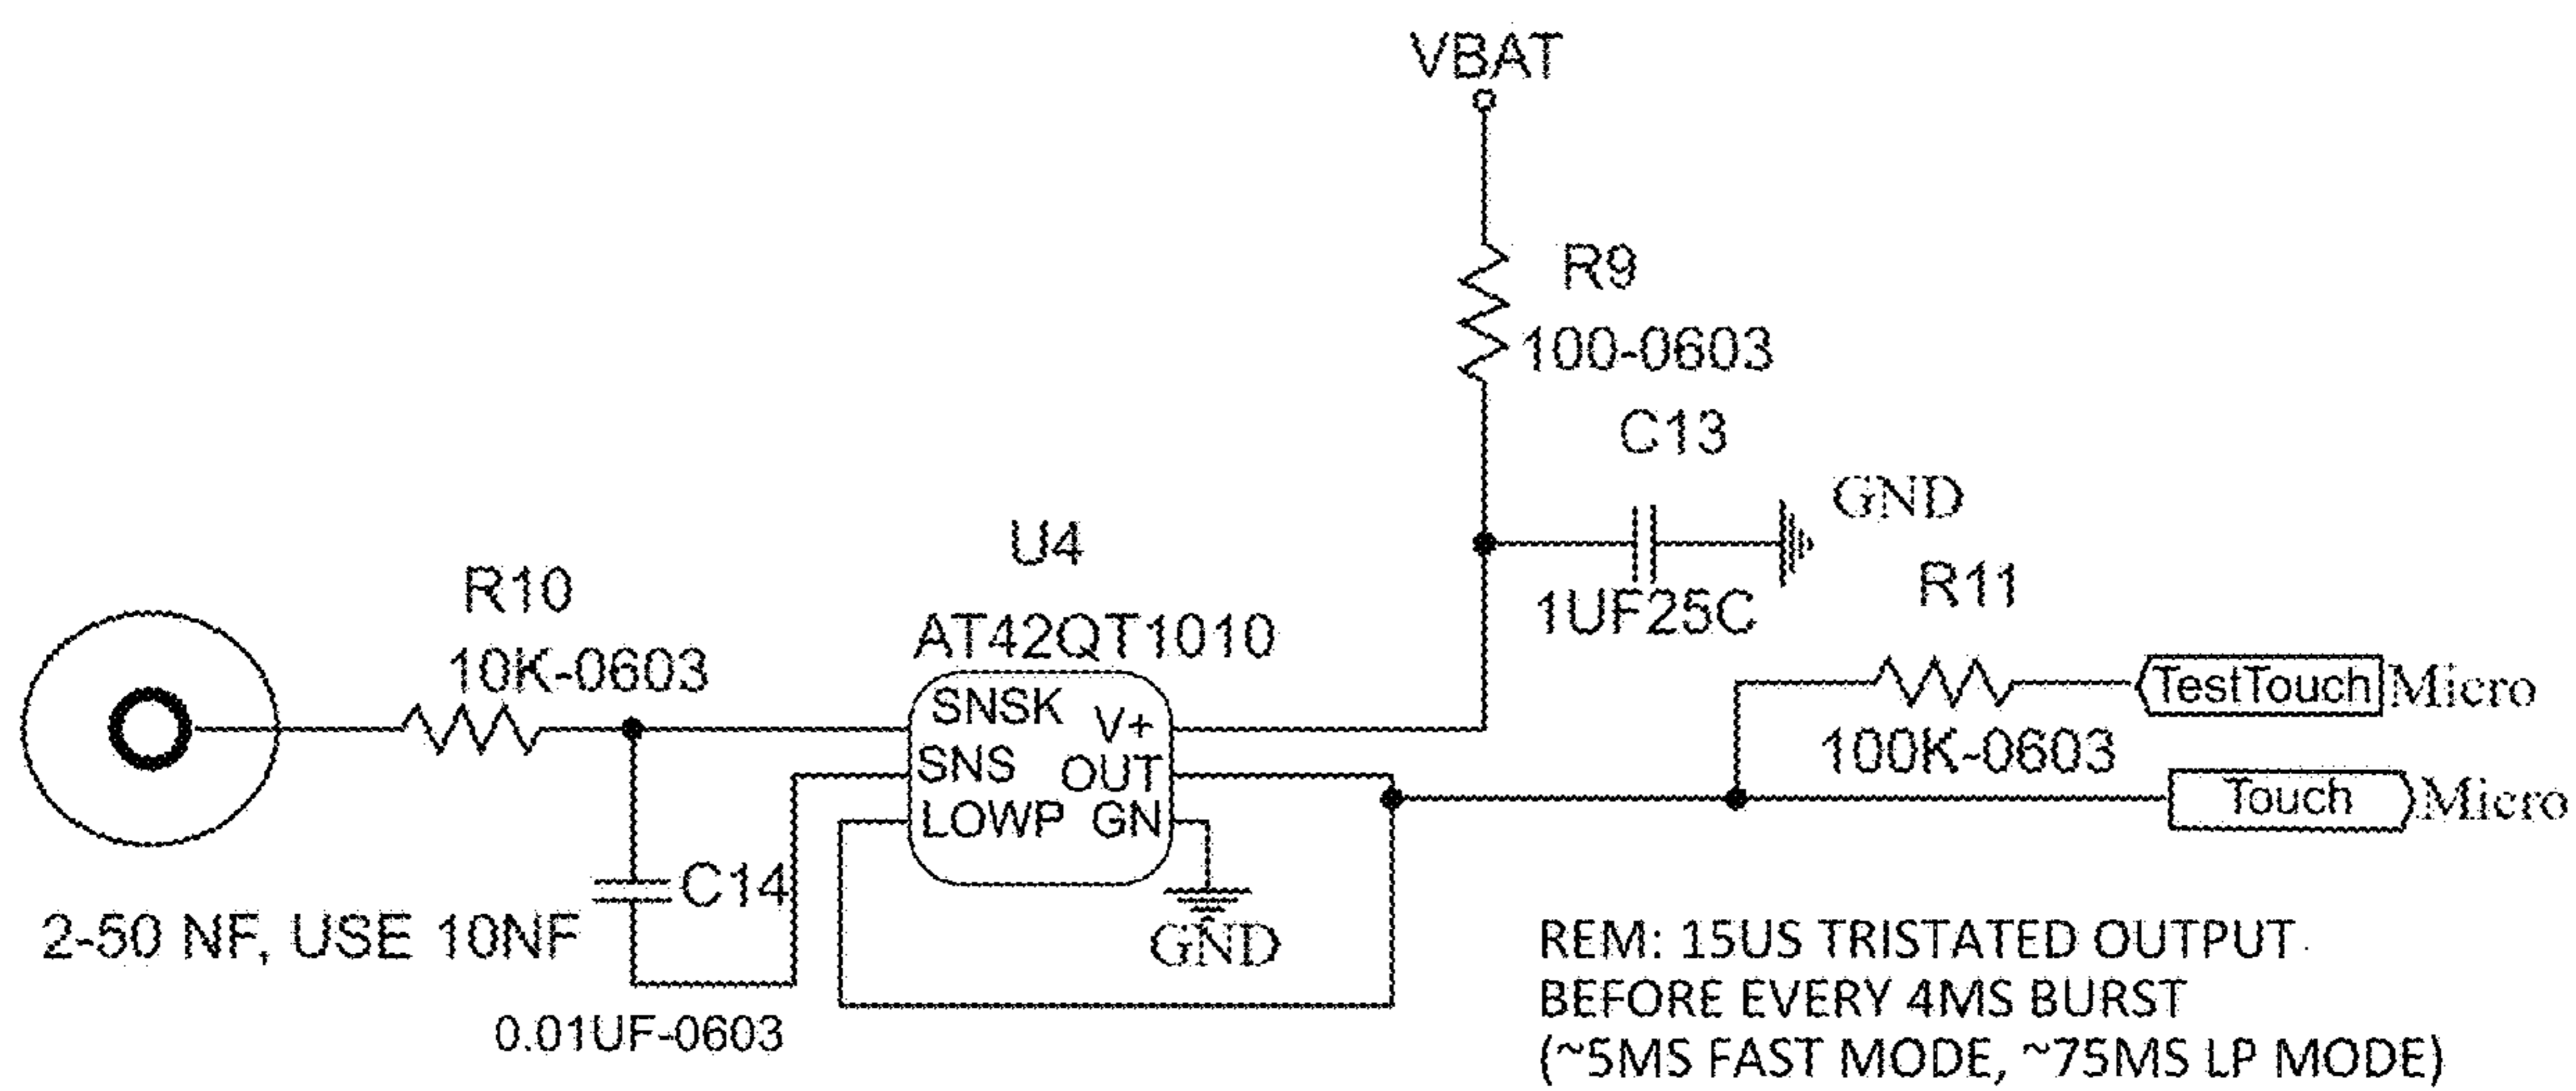 VBAT
R9
100-0603
C13
GND
1UF25C
U4
AT42QT1010
R10
10K-0603
SNSK
V+
SNS
OUT
LOWP
GN
GND
C14
2-50 NF, USE 10NF
0.01UF-0603
R11
100K-0603
TestTouch Micro
Touch Micro
REM: 15US TRISTATED OUTPUT
BEFORE EVERY 4MS BURST
(~5MS FAST MODE, ~75MS LP MODE)